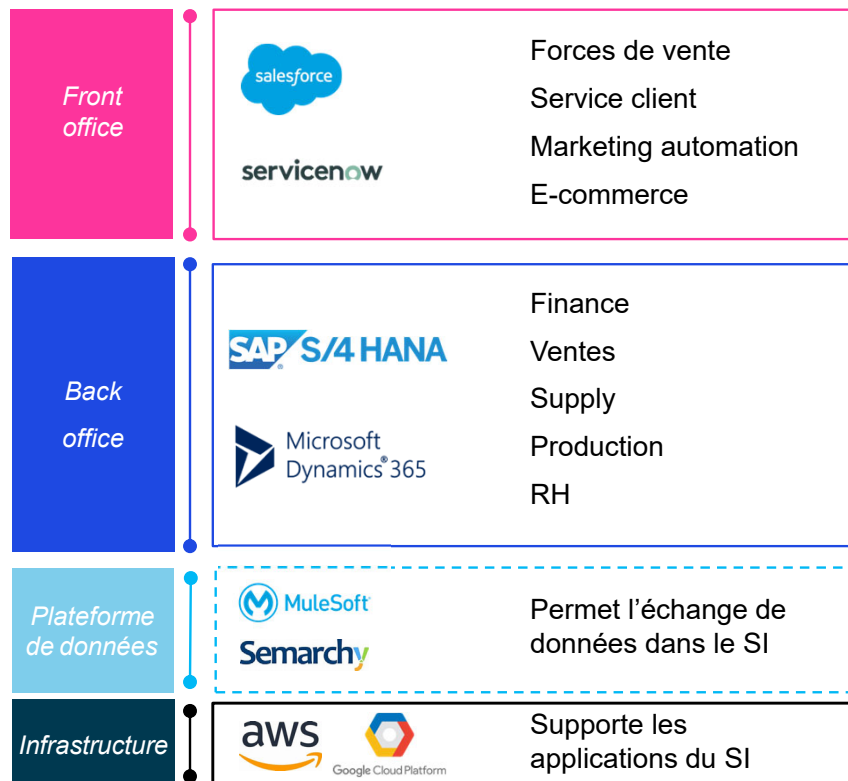 Front
office
salesforce
servicenow
Forces de vente
Service client
Marketing automation
E-commerce
Back
office
SAP S/4 HANA
®
Microsoft
Dynamics® 365
Finance
Ventes
Supply
Production
RH
Plateforme
de données
MuleSoft
Semarchy
Permet l’échange de
données dans le SI
Infrastructure
aws
Google Cloud Platform
Supporte les
applications du SI